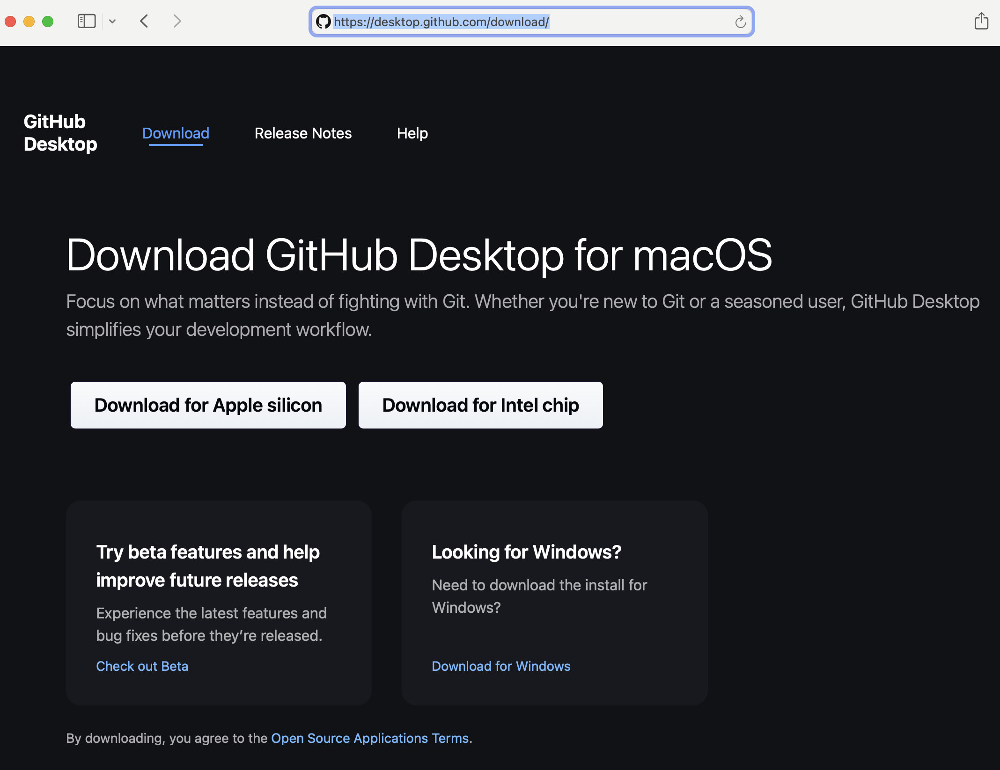 https://desktop.github.com/download/
GitHub
Desktop
Download
Release Notes
Help
Download GitHub Desktop for macOS
Focus on what matters instead of fighting with Git. Whether you're new to Git or a seasoned user, GitHub Desktop
simplifies your development workflow.
Download for Apple silicon
Download for Intel chip
Try beta features and help
improve future releases
Experience the latest features and
bug fixes before they’re released.
Check out Beta
Looking for Windows?
Need to download the install for
Windows?
Download for Windows
By downloading, you agree to the Open Source Applications Terms.